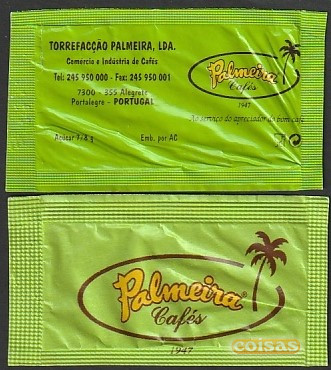 TORREFACÇÃO PALMEIRA, LDA.
Comércio e Indústria de Cafés
Tel: 245 950 000 - Fax: 245 950 001
7300 - 355 Alegrete
Portalegre - PORTUGAL
Açúcar 7/8 g
Emb. por AC
Palmeira
Cafés
1947
Ao serviço do apreciador do bom café
Palmeira®
Cafés
1947
coisas